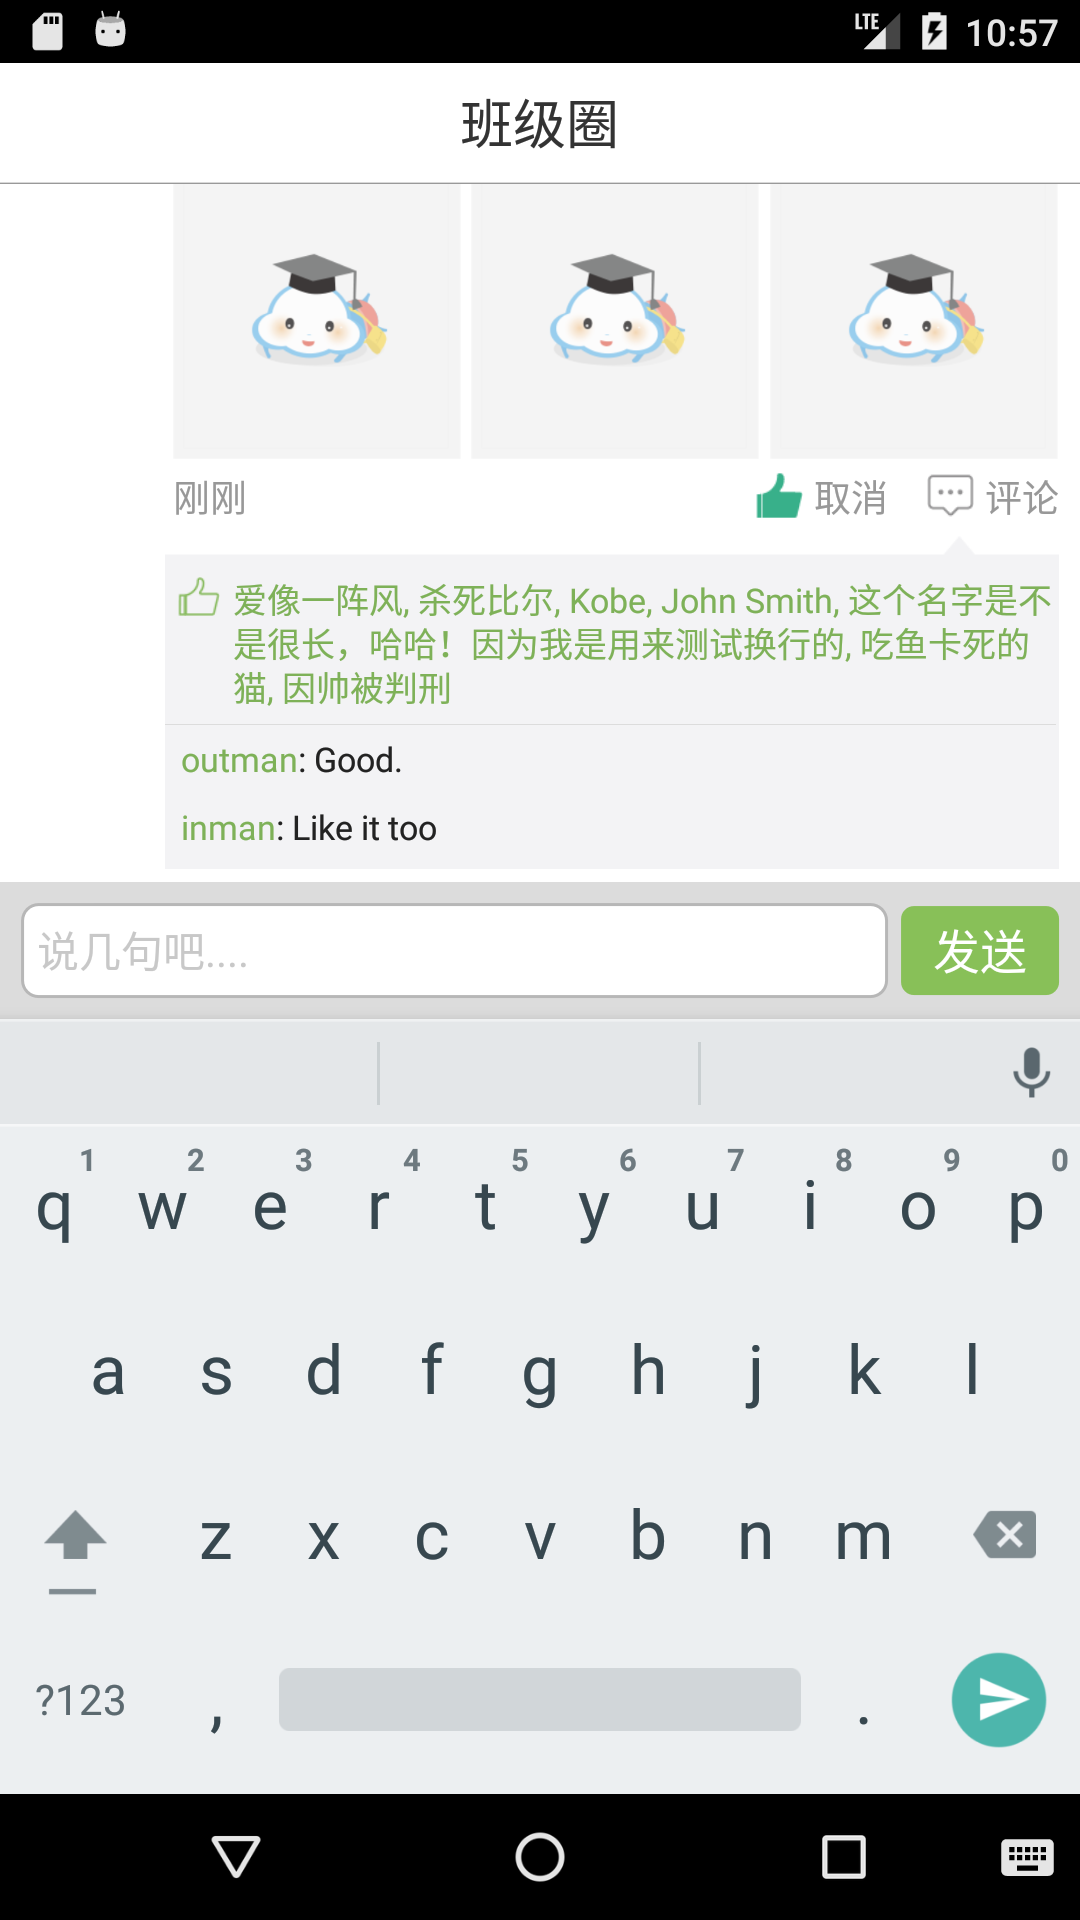 LTE 10:57
班级圈
刚刚 取消 评论
爱像一阵风, 杀死比尔, Kobe, John Smith, 这个名字是不
是很长，哈哈！因为我是用来测试换行的, 吃鱼卡死的
猫, 因帅被判刑
outman: Good.
inman: Like it too
说几句吧.... 发送
1 2 3 4 5 6 7 8 9 0
q w e r t y u i o p
a s d f g h j k l
z x c v b n m
?123 , .